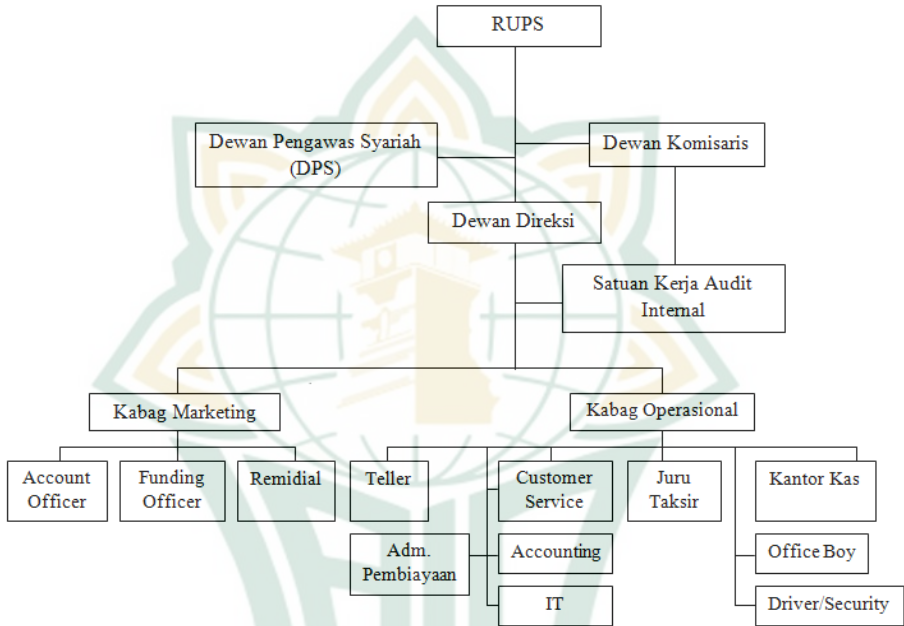 RUPS
Dewan Pengawas Syariah
(DPS)
Dewan Komisaris
Dewan Direksi
Satuan Kerja Audit
Internal
Kabag Marketing
Kabag Operasional
Account
Officer
Funding
Officer
Remidial
Teller
Customer
Service
Juru
Taksir
Kantor Kas
Adm.
Pembiayaan
Accounting
Office Boy
IT
Driver/Security